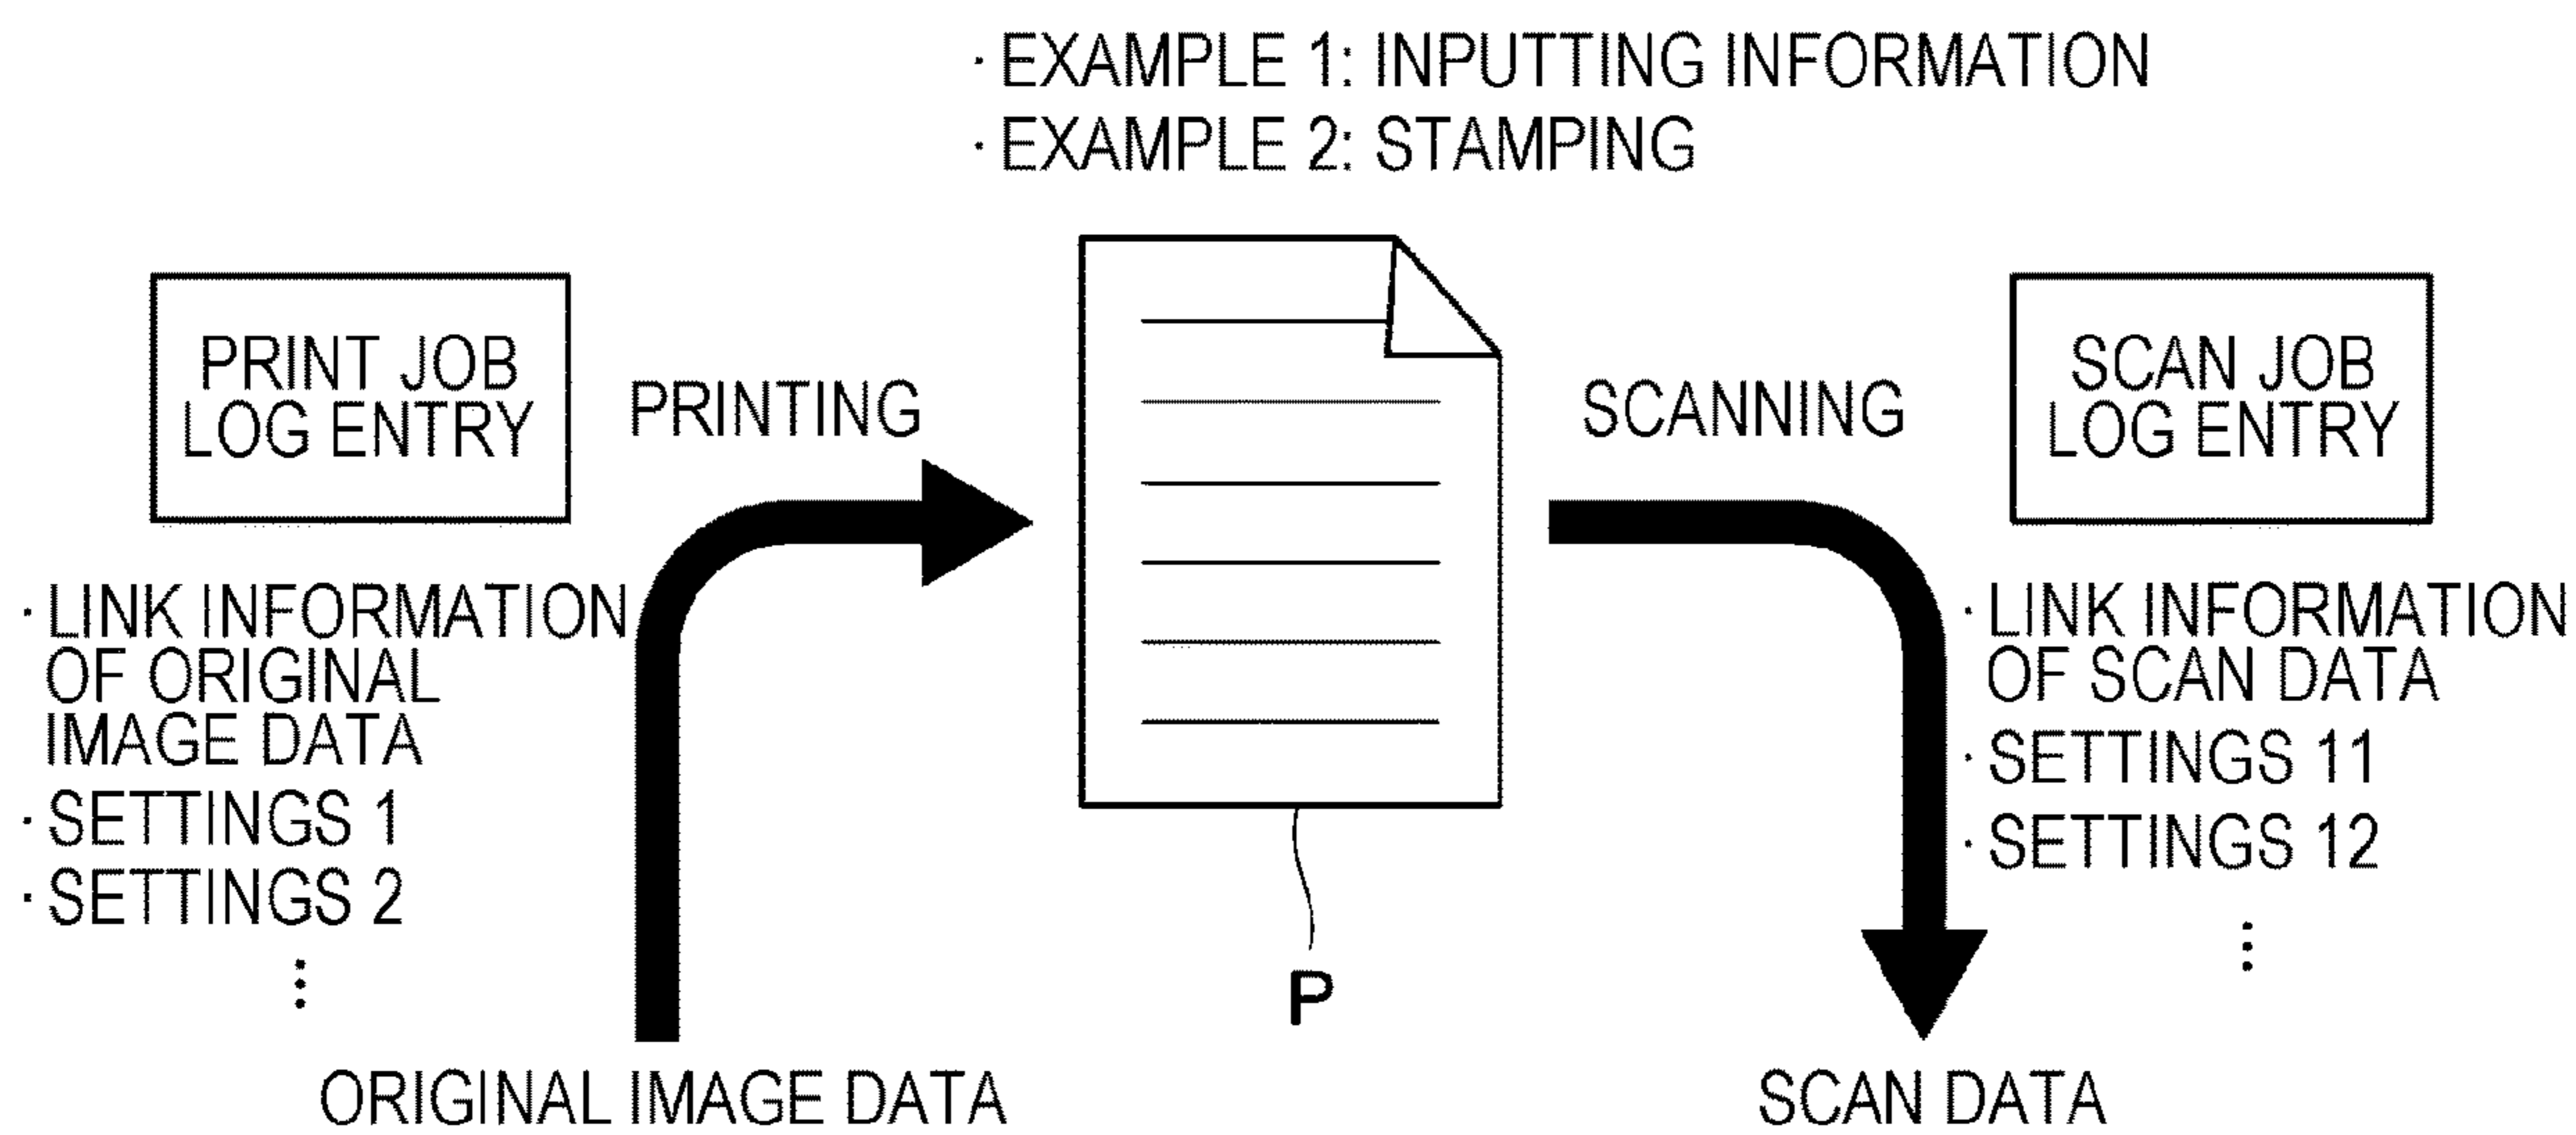 · EXAMPLE 1: INPUTTING INFORMATION
· EXAMPLE 2: STAMPING
PRINT JOB
LOG ENTRY
PRINTING
SCANNING
SCAN JOB
LOG ENTRY
· LINK INFORMATION
OF ORIGINAL
IMAGE DATA
· SETTINGS 1
· SETTINGS 2
⋮
· LINK INFORMATION
OF SCAN DATA
· SETTINGS 11
· SETTINGS 12
⋮
P
ORIGINAL IMAGE DATA
SCAN DATA